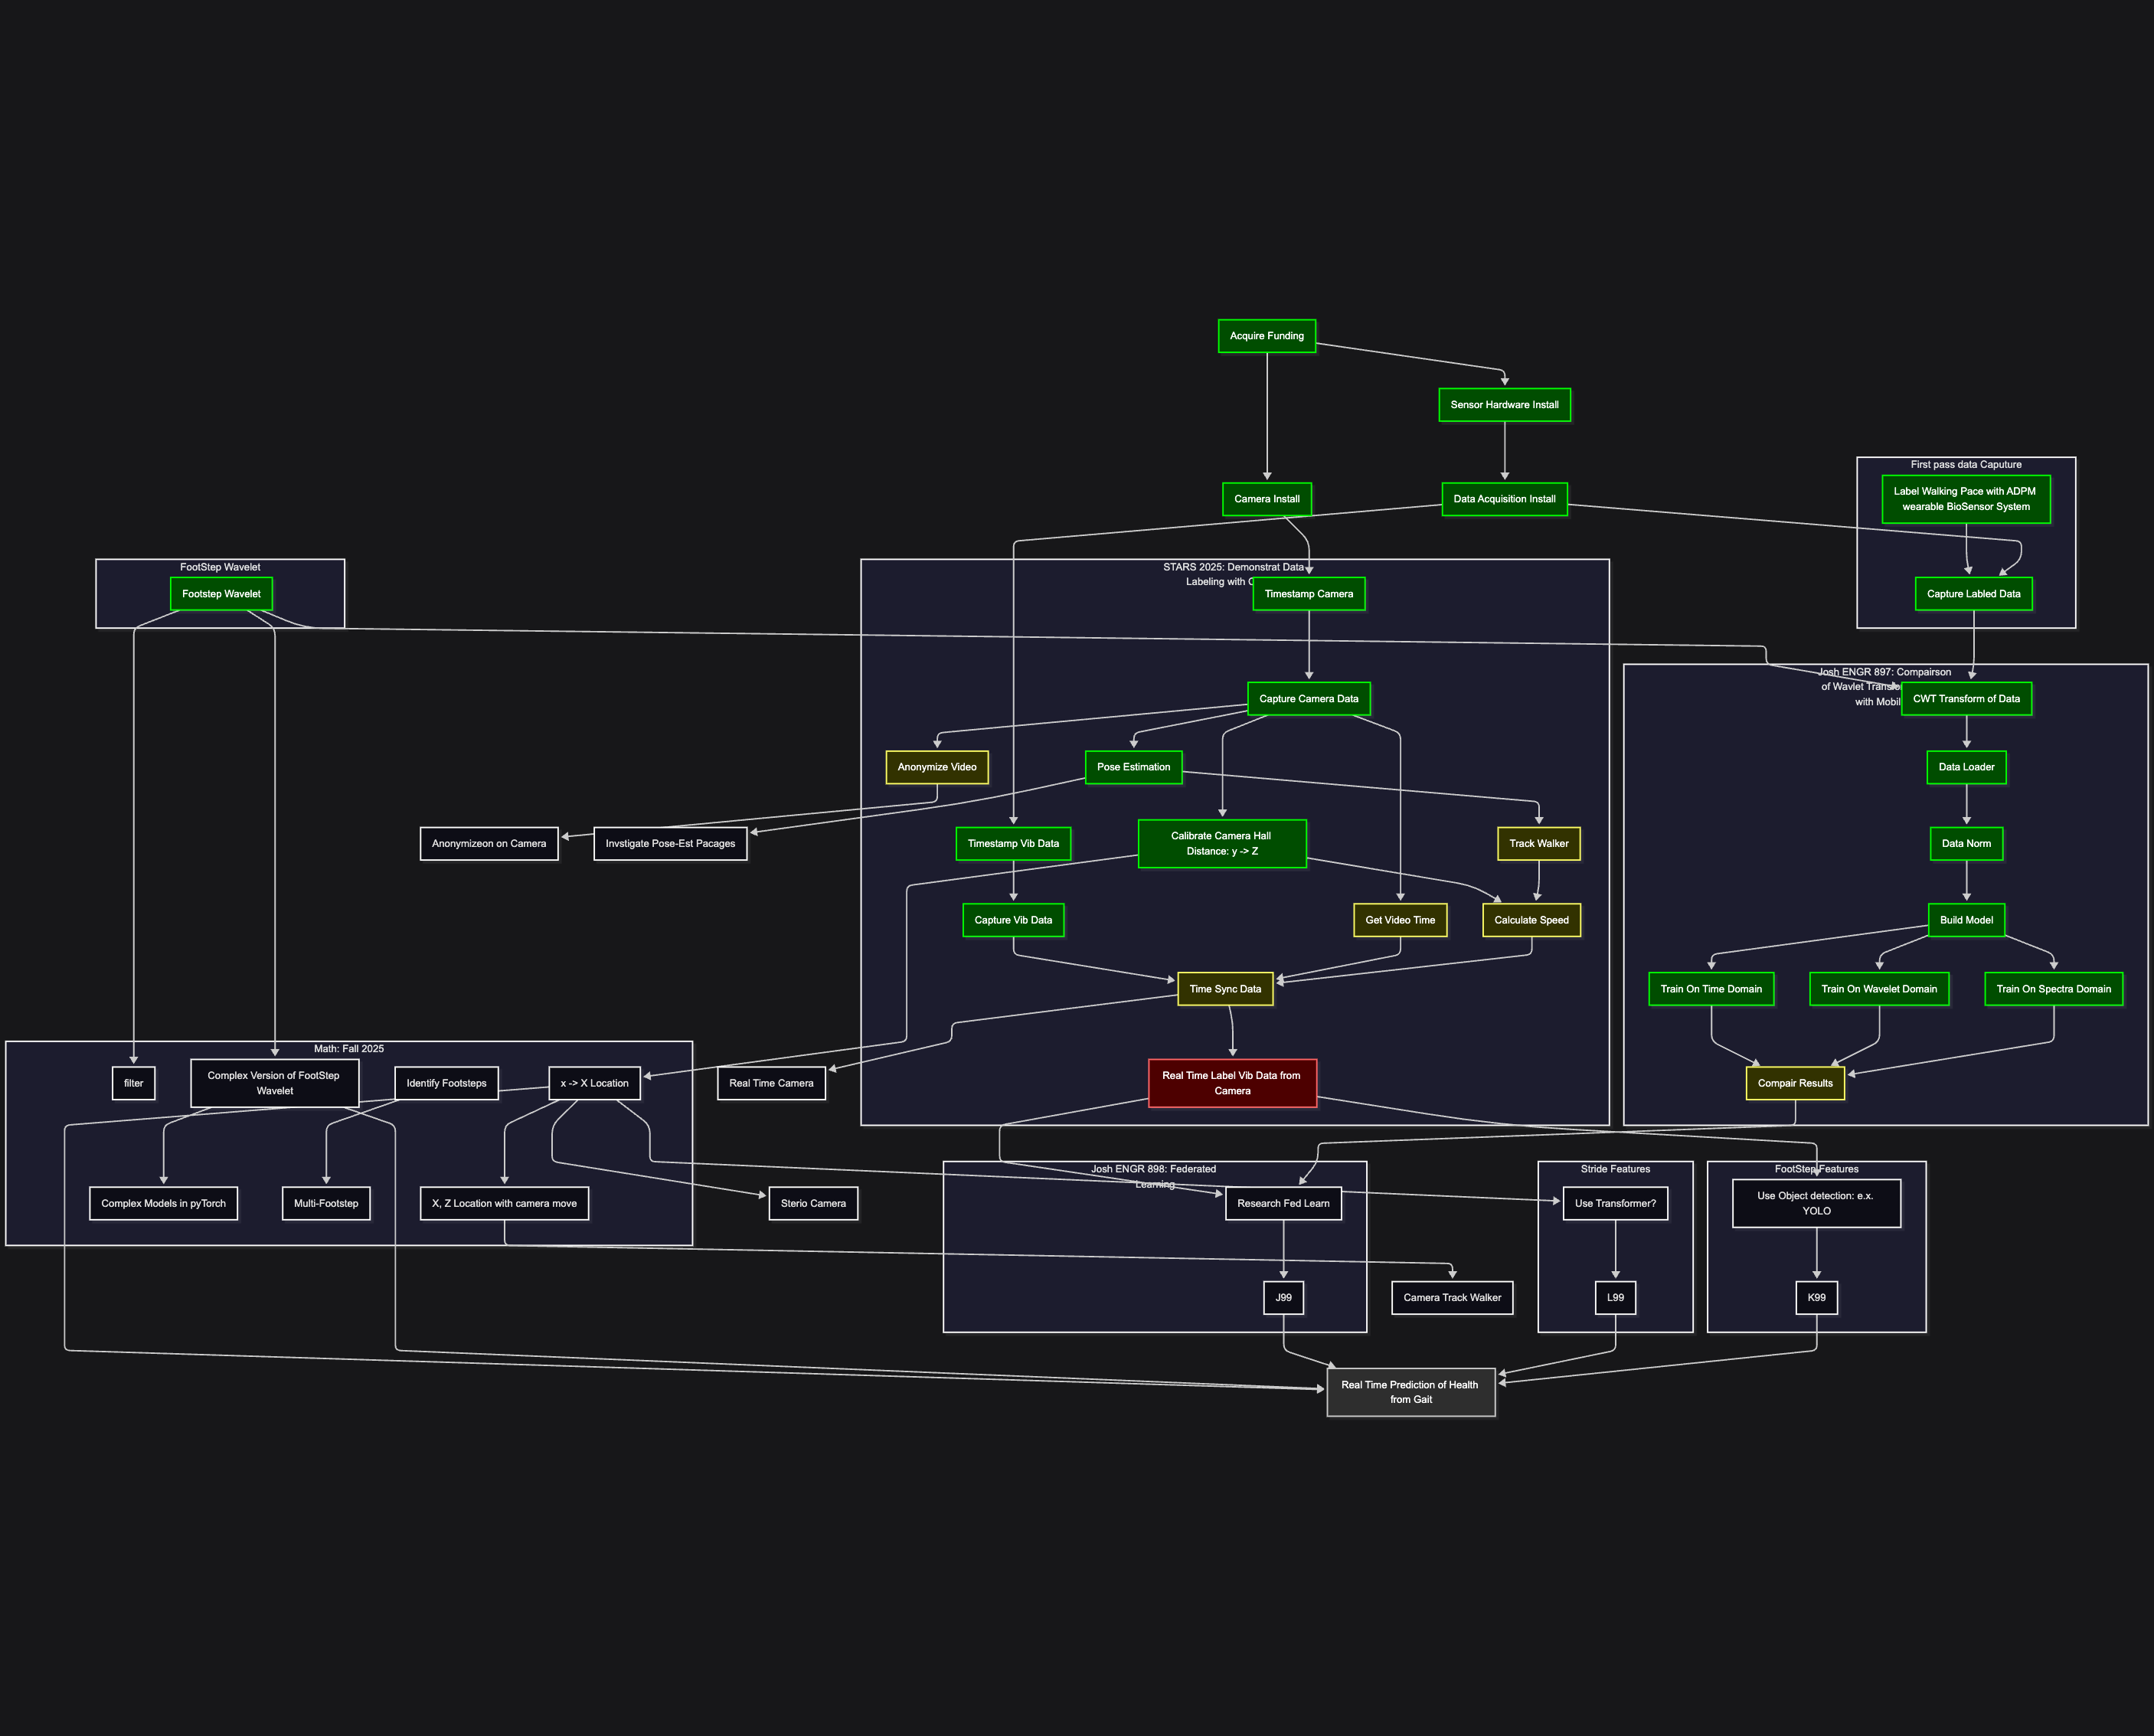 Acquire Funding
Sensor Hardware Install
First pass data Caputure
Label Walking Pace with ADPM
wearable BioSensor System
Camera Install
Data Acquisition Install
FootStep Wavelet
Footstep Wavelet
STARS 2025: Demonstrat Data
Labeling with
Timestamp Camera
Capture Labled Data
Josh ENGR 897: Compairson
of Wavlet
with
CWT Transform of Data
Capture Camera Data
Anonymize Video
Pose Estimation
Data Loader
Anonymizeon on Camera
Invstigate Pose-Est Pacages
Timestamp Vib Data
Calibrate Camera Hall
Distance: y -> Z
Track Walker
Data Norm
Capture Vib Data
Get Video Time
Calculate Speed
Build Model
Time Sync Data
Train On Time Domain
Train On Wavelet Domain
Train On Spectra Domain
Math: Fall 2025
filter
Complex Version of FootStep
Wavelet
Identify Footsteps
x -> X Location
Real Time Camera
Real Time Label Vib Data from
Camera
Compair Results
Josh ENGR 898: Federated
Learning
Stride Features
FootStep Features
Complex Models in pyTorch
Multi-Footstep
X, Z Location with camera move
Sterio Camera
Research Fed Learn
Use Transformer?
Use Object detection: e.x.
YOLO
J99
Camera Track Walker
L99
K99
Real Time Prediction of Health
from Gait